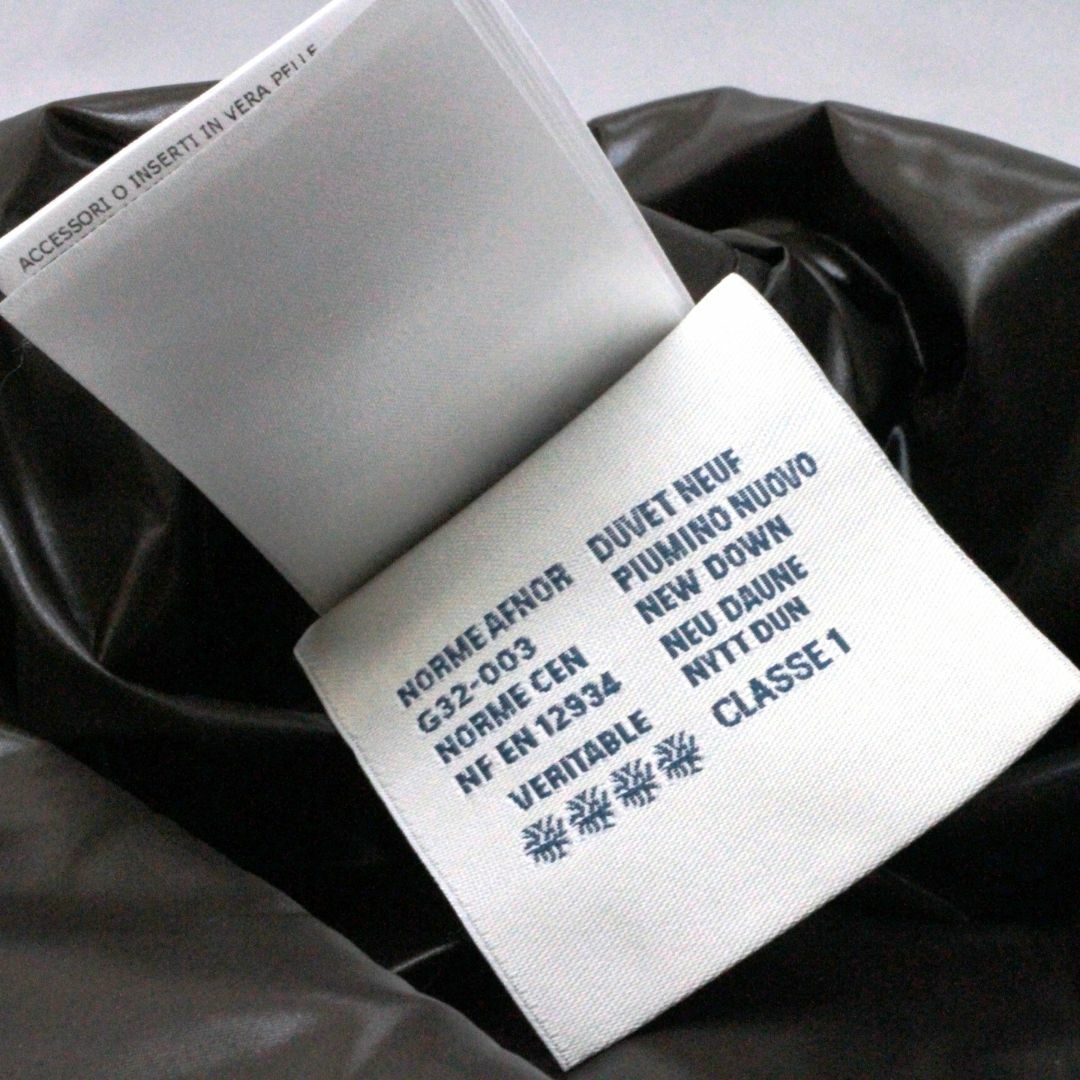 ACCESSORI O INSERTI IN VERA PELLE
NORME AFNOR
G32-003
NORME CEN
NF EN 12934
VERITABLE
DUVET NEUF
PIUMINO NUOVO
NEW DOWN
NEU DAUNE
NYTT DUN
CLASSE 1